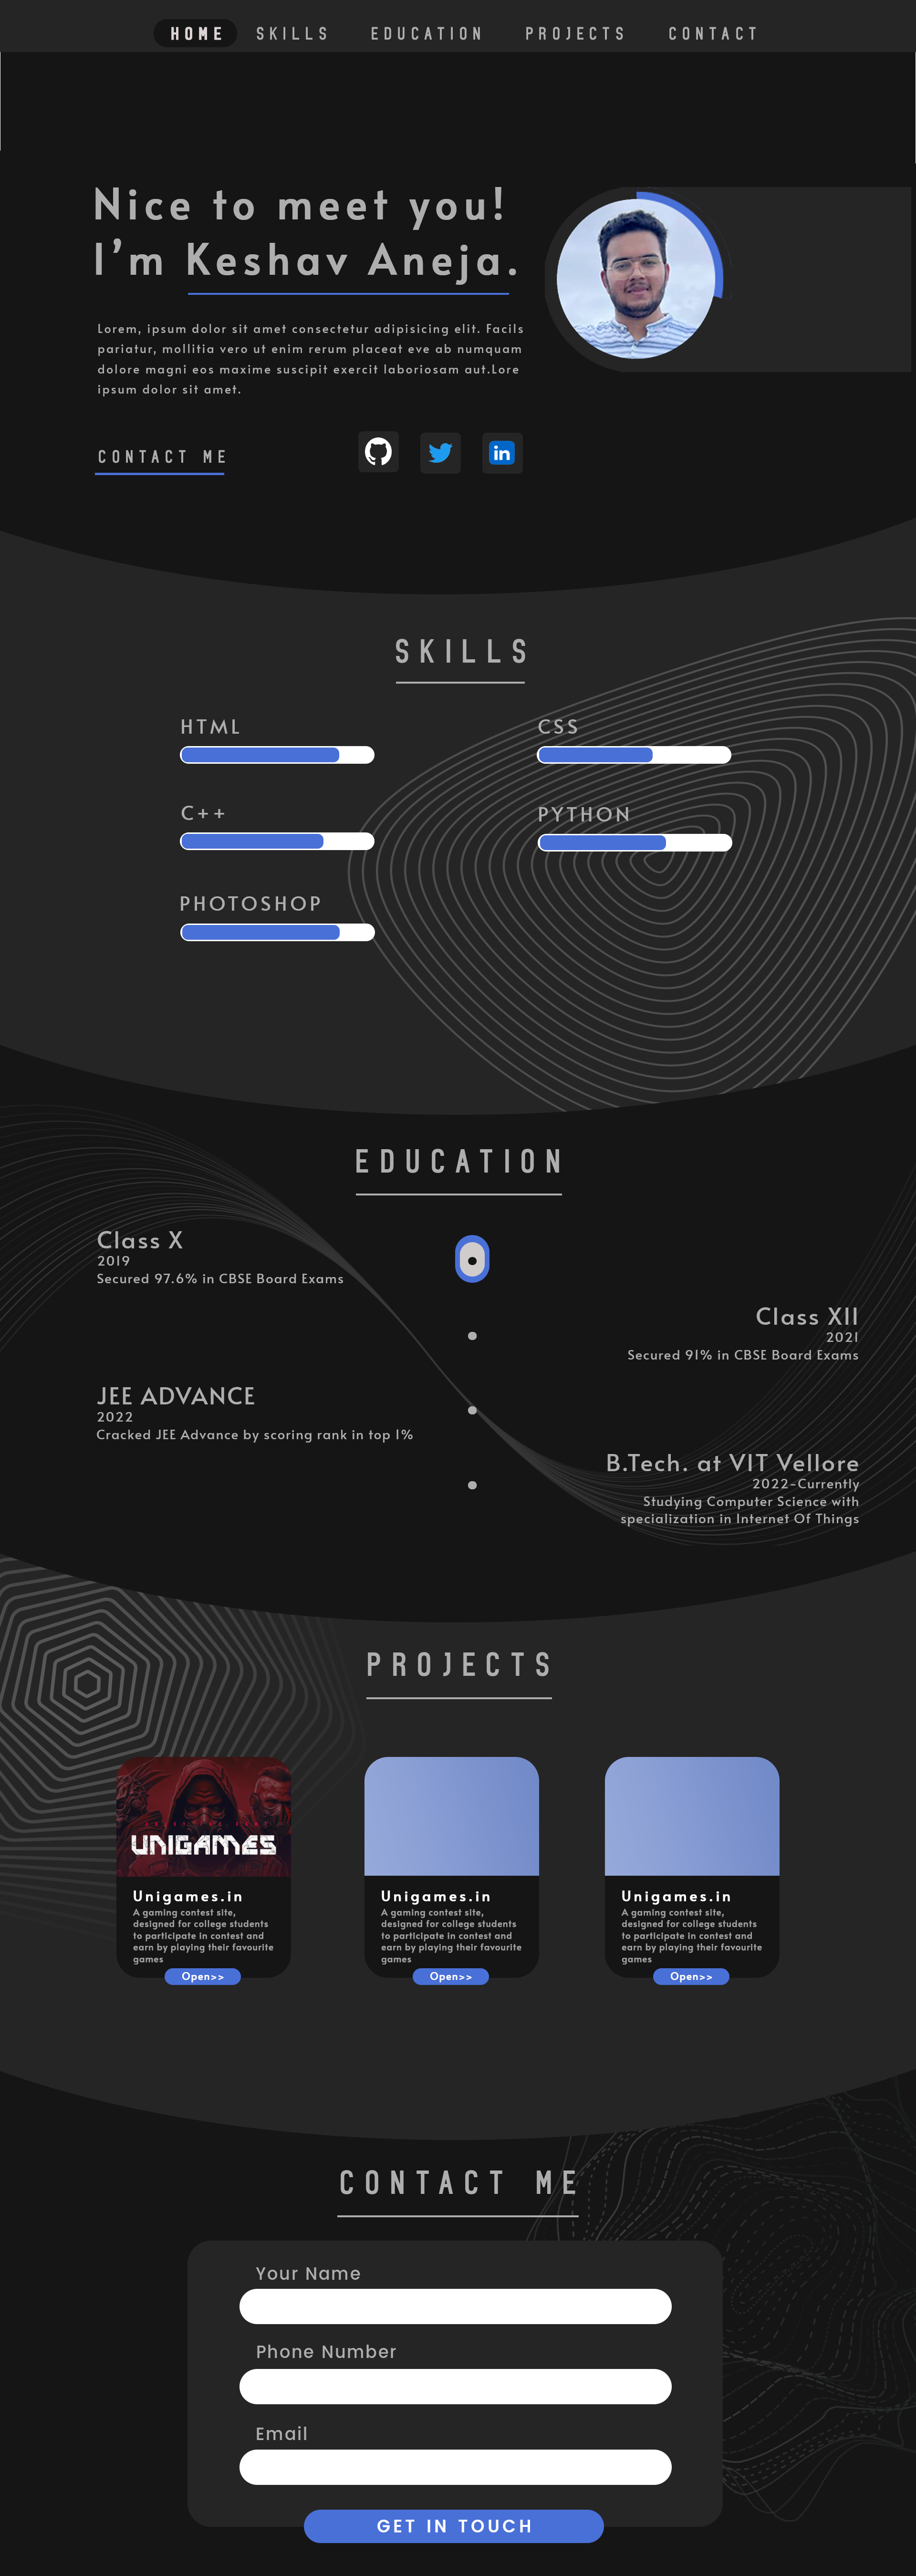 HOME SKILLS EDUCATION PROJECTS CONTACT
Nice to meet you!
I’m Keshav Aneja.
Lorem, ipsum dolor sit amet consectetur adipisicing elit. Facils
pariatur, mollitia vero ut enim rerum placeat eve ab numquam
dolore magni eos maxime suscipit exercit laboriosam aut.Lore
ipsum dolor sit amet.
CONTACT ME
in
SKILLS
HTML
CSS
C++
PYTHON
PHOTOSHOP
EDUCATION
Class X
2019
Secured 97.6% in CBSE Board Exams
Class XII
2021
Secured 91% in CBSE Board Exams
JEE ADVANCE
2022
Cracked JEE Advance by scoring rank in top 1%
B.Tech. at VIT Vellore
2022-Currently
Studying Computer Science with
specialization in Internet Of Things
PROJECTS
UNIGAMES
Unigames.in
A gaming contest site,
designed for college students
to participate in contest and
earn by playing their favourite
games
Open>>
Unigames.in
A gaming contest site,
designed for college students
to participate in contest and
earn by playing their favourite
games
Open>>
Unigames.in
A gaming contest site,
designed for college students
to participate in contest and
earn by playing their favourite
games
Open>>
CONTACT ME
Your Name
Phone Number
Email
GET IN TOUCH